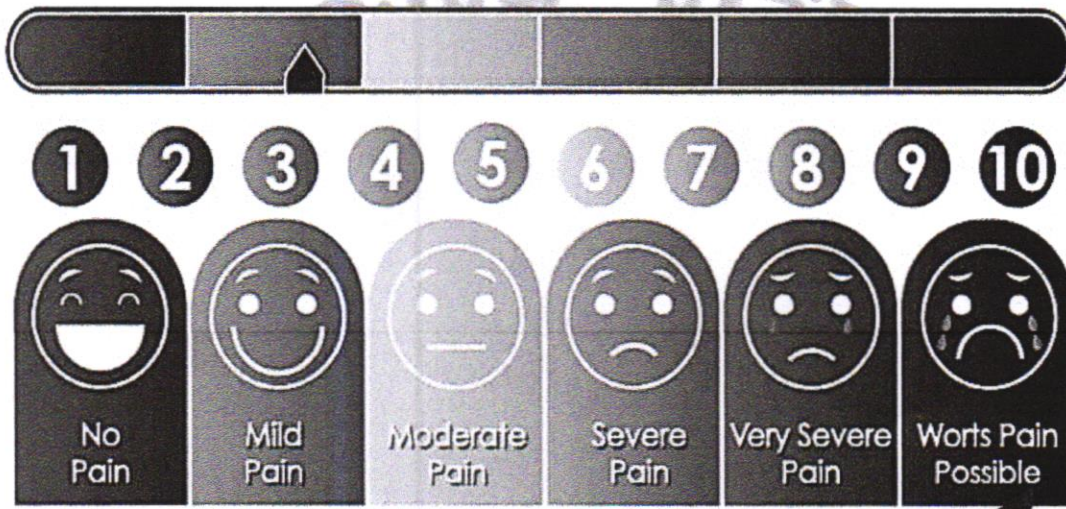 1 2 3 4 5 6 7 8 9 10
No Pain
Mild Pain
Moderate Pain
Severe Pain
Very Severe Pain
Worts Pain Possible